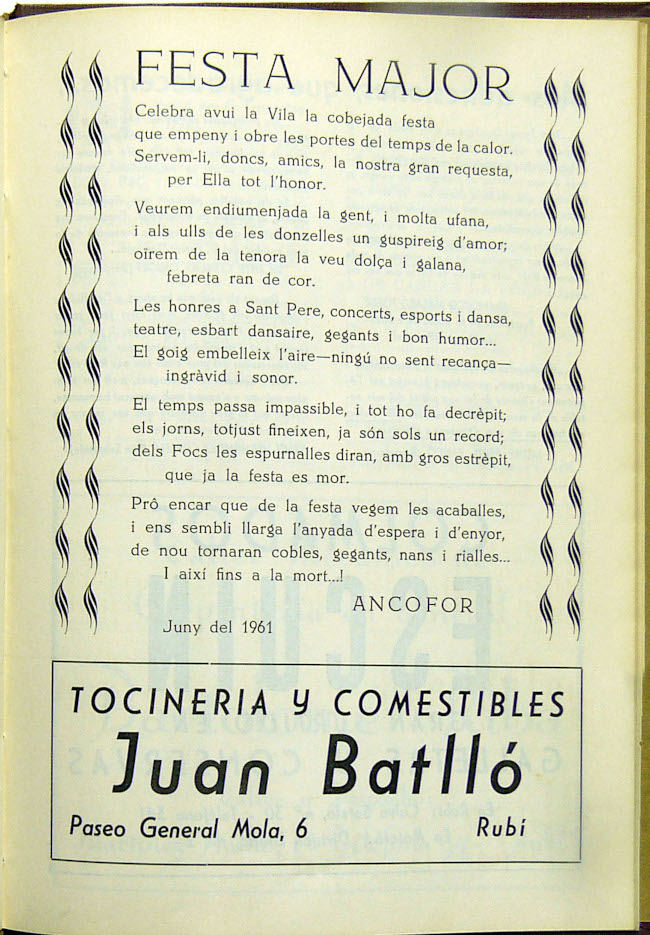 FESTA MAJOR
Celebra avui la Vila la cobejada festa
que empeny i obre les portes del temps de la calor.
Servem-li, doncs, amics, la nostra gran requesta,
per Ella tot l'honor.
Veurem endiumenjada la gent, i molta ufana,
i als ulls de les donzelles un guspireig d'amor;
oirem de la tenora la veu dolça i galana,
febreta ran de cor.
Les honres a Sant Pere, concerts, esports i dansa,
teatre, esbart dansaire, gegants i bon humor...
El goig embelleix l'aire—ningú no sent recança—
ingràvid i sonor.
El temps passa impassible, i tot ho fa decrèpit;
els jorns, totjust fineixen, ja són sols un record;
dels Focs les espurnalles diran, amb gros estrèpit,
que ja la festa es mor.
Prô encar que de la festa vegem les acaballes,
i ens sembli llarga l'anyada d'espera i d'enyor,
de nou tornaran cobles, gegants, nans i rialles...
I així fins a la mort...!
ANCOFOR
Juny del 1961
TOCINERIA Y COMESTIBLES
Juan Batlló
Paseo General Mola, 6 Rubí